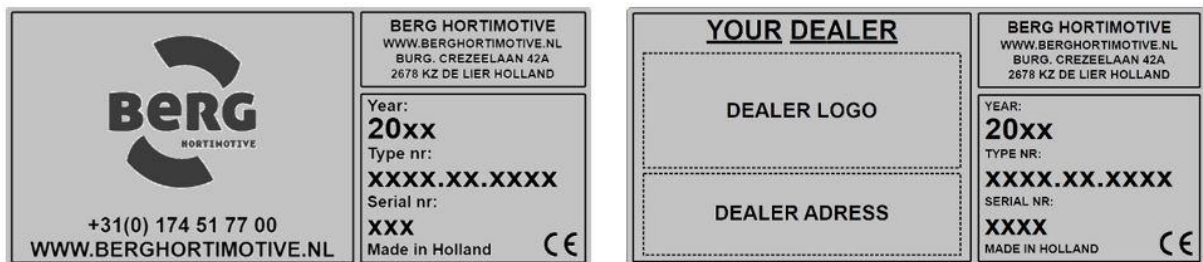 BERG
HORTIMOTIVE
+31(0) 174 51 77 00
WWW.BERGHORTIMOTIVE.NL
BERG HORTIMOTIVE
WWW.BERGHORTIMOTIVE.NL
BURG. CREZEELAAN 42A
2678 KZ DE LIER HOLLAND
Year:
20xx
Type nr:
xxxx.xx.xxxx
Serial nr:
xxx
Made in Holland CE
YOUR DEALER
DEALER LOGO
DEALER ADRESS
BERG HORTIMOTIVE
WWW.BERGHORTIMOTIVE.NL
BURG. CREZEELAAN 42A
2678 KZ DE LIER HOLLAND
YEAR:
20xx
TYPE NR:
xxxx.xx.xxxx
SERIAL NR:
xxxx
MADE IN HOLLAND CE